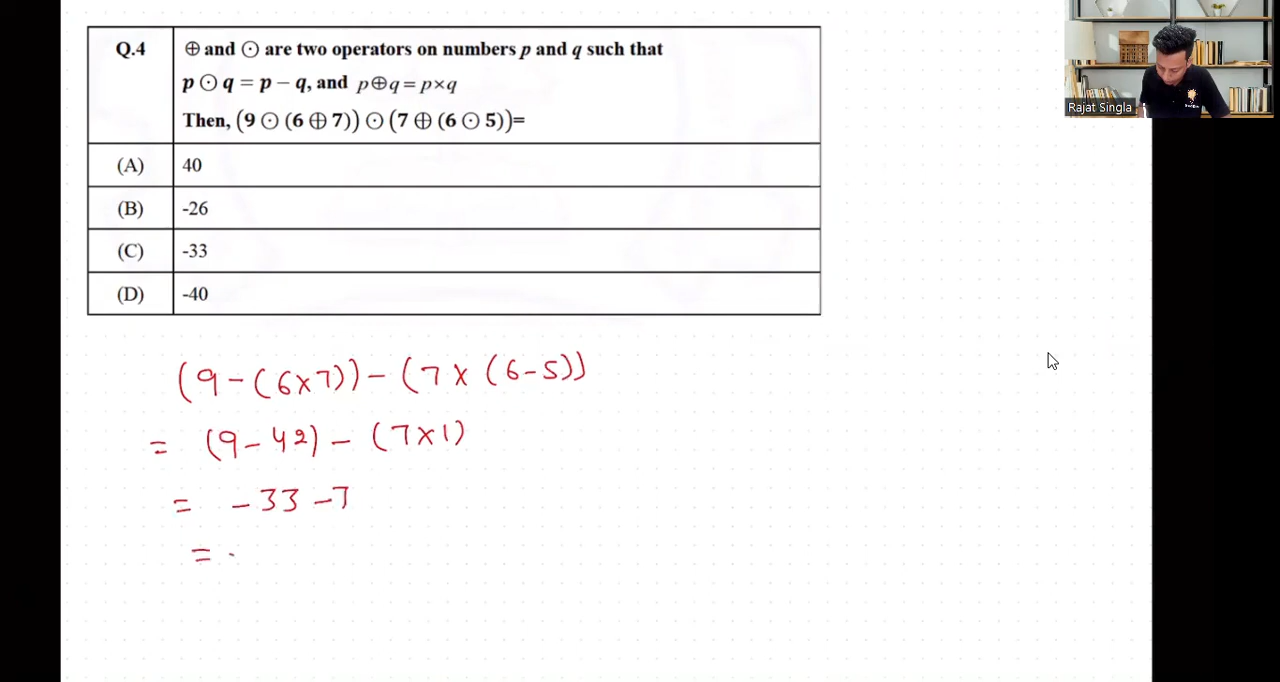 Q.4 ⊕ and ⊙ are two operators on numbers p and q such that
p ⊙ q = p − q, and p⊕q = p×q
Then, (9 ⊙ (6 ⊕ 7)) ⊙ (7 ⊕ (6 ⊙ 5))=
(A) 40
(B) -26
(C) -33
(D) -40
Rajat Singla
(9 - (6×7)) - (7 × (6-5))
= (9 - 42) - (7×1)
= -33 -7
=